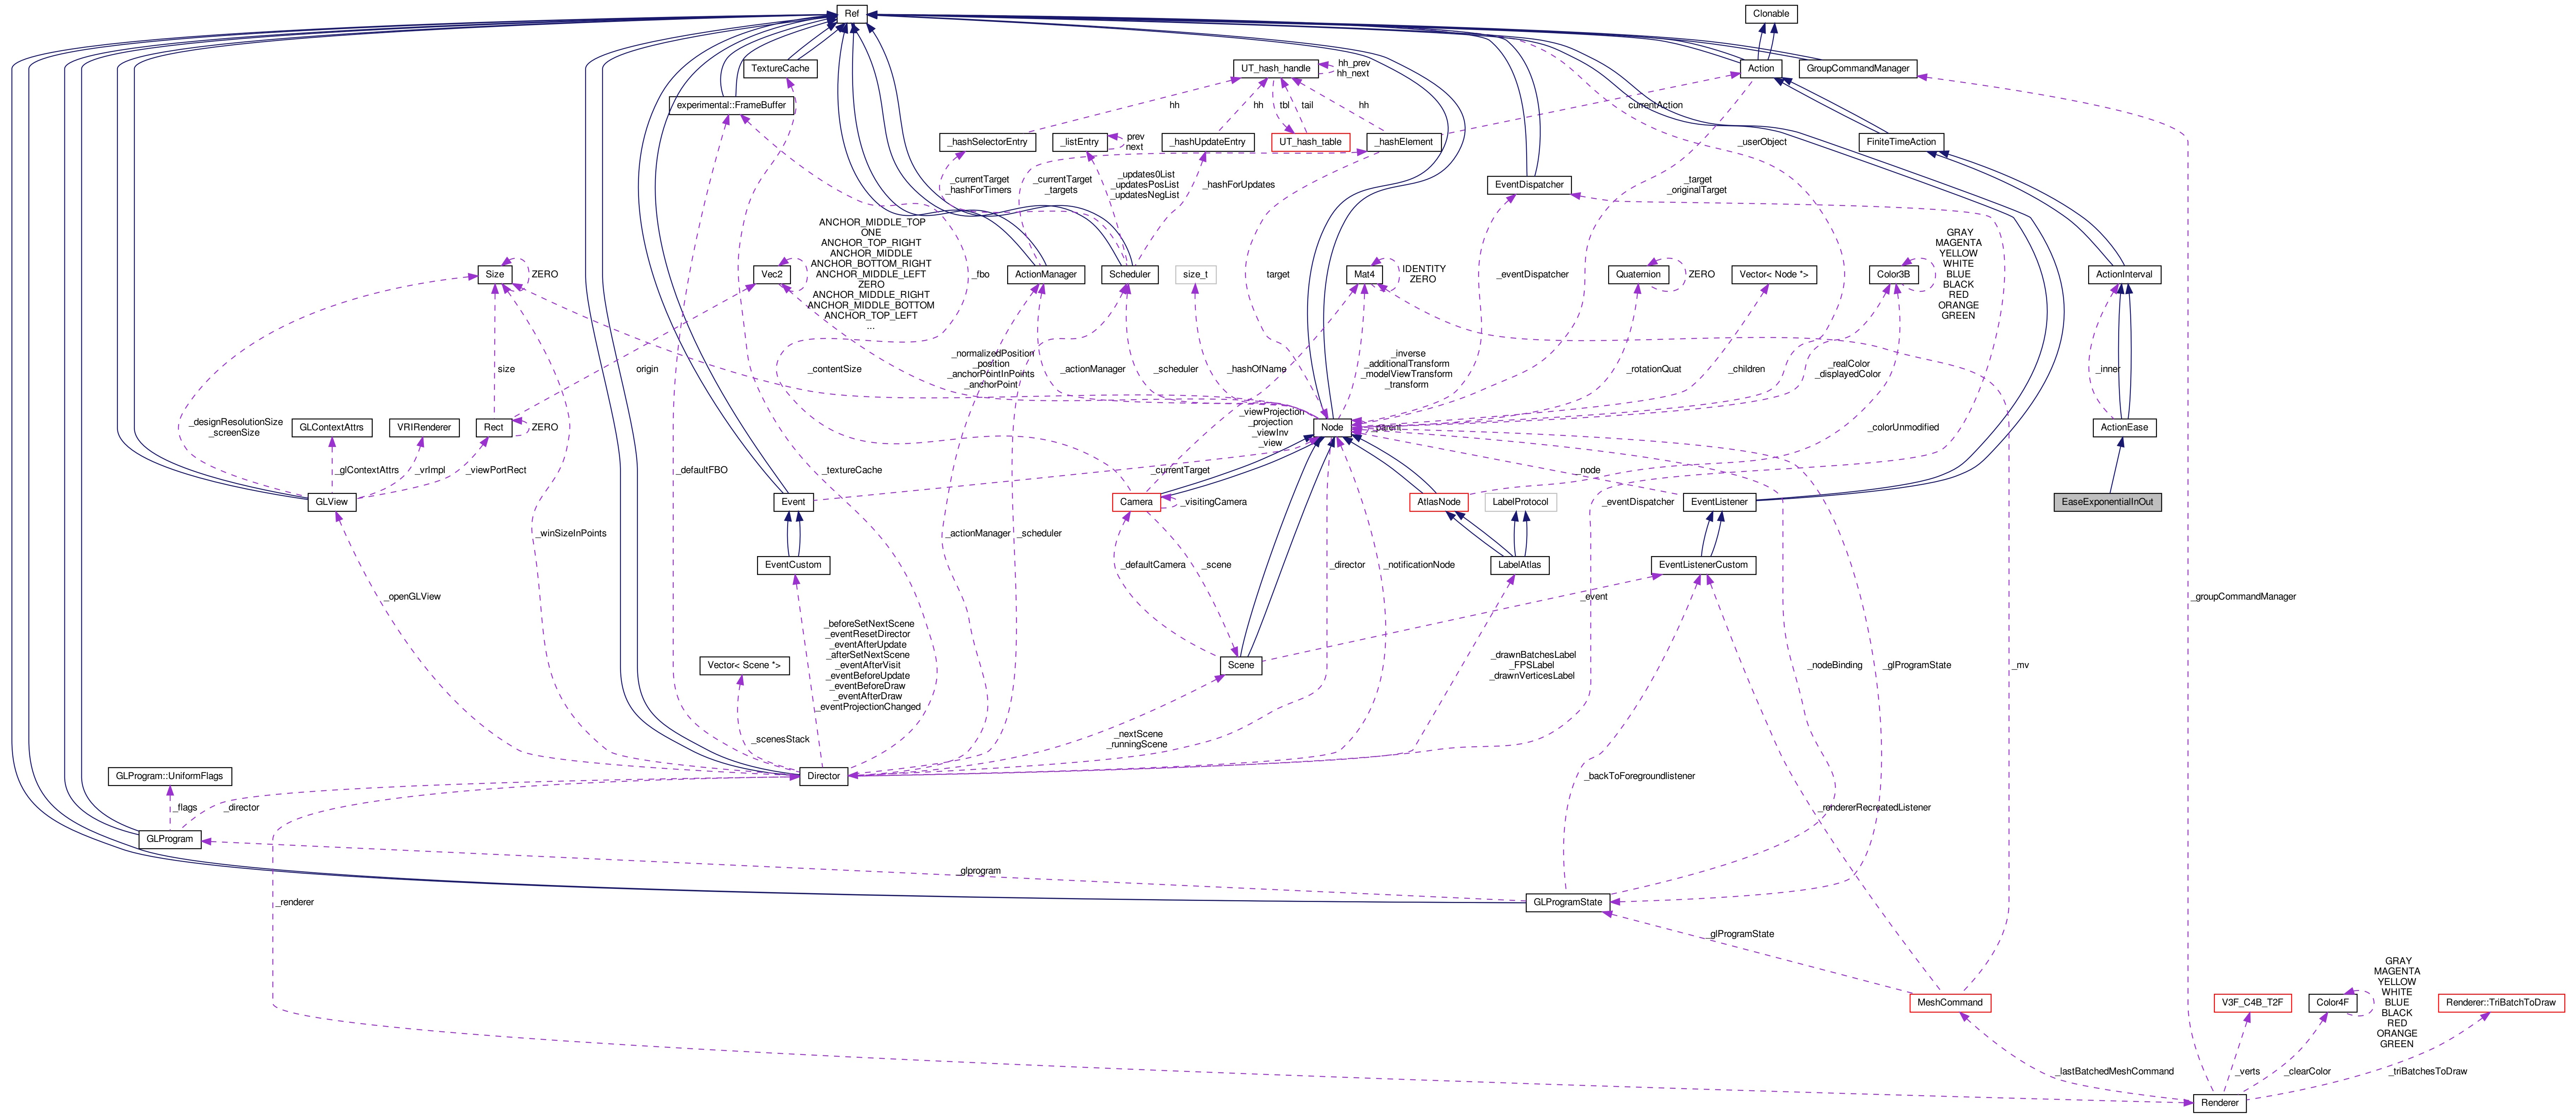 Ref
Clonable
TextureCache
UT_hash_handle
hh_prev
hh_next
Action
GroupCommandManager
experimental::FrameBuffer
hh
hh
tbl
tail
hh
currentAction
_hashSelectorEntry
_listEntry
prev
next
_hashUpdateEntry
UT_hash_table
_hashElement
_userObject
FiniteTimeAction
_currentTarget
_hashForTimers
_currentTarget
_targets
_updates0List
_updatesPosList
_updatesNegList
_hashForUpdates
EventDispatcher
_target
_originalTarget
ANCHOR_MIDDLE_TOP
ONE
ANCHOR_TOP_RIGHT
ANCHOR_MIDDLE
ANCHOR_BOTTOM_RIGHT
ANCHOR_MIDDLE_LEFT
ZERO
ANCHOR_MIDDLE_RIGHT
ANCHOR_MIDDLE_BOTTOM
ANCHOR_TOP_LEFT
...
GRAY
MAGENTA
YELLOW
WHITE
BLUE
BLACK
RED
ORANGE
GREEN
Size
ZERO
Vec2
_fbo
ActionManager
Scheduler
size_t
target
Mat4
IDENTITY
ZERO
_eventDispatcher
Quaternion
ZERO
Vector< Node *>
Color3B
ActionInterval
size
origin
_contentSize
_normalizedPosition
_position
_anchorPointInPoints
_anchorPoint
_actionManager
_scheduler
_hashOfName
_inverse
_additionalTransform
_modelViewTransform
_transform
_rotationQuat
_children
_realColor
_displayedColor
_inner
_designResolutionSize
_screenSize
GLContextAttrs
VRIRenderer
Rect
ZERO
_viewProjection
_projection
_viewInv
_view
Node
_parent
_colorUnmodified
ActionEase
_glContextAttrs
_vrImpl
_viewPortRect
_defaultFBO
_textureCache
_currentTarget
_node
GLView
Event
Camera
_visitingCamera
AtlasNode
LabelProtocol
_eventDispatcher
EventListener
EaseExponentialInOut
_winSizeInPoints
_actionManager
_scheduler
EventCustom
_defaultCamera
_scene
_director
_notificationNode
LabelAtlas
EventListenerCustom
_openGLView
_event
_groupCommandManager
_beforeSetNextScene
_eventResetDirector
_eventAfterUpdate
_afterSetNextScene
_eventAfterVisit
_eventBeforeUpdate
_eventBeforeDraw
_eventAfterDraw
_eventProjectionChanged
Vector< Scene *>
Scene
_drawnBatchesLabel
_FPSLabel
_drawnVerticesLabel
_nodeBinding
_glProgramState
_mv
_scenesStack
_nextScene
_runningScene
GLProgram::UniformFlags
Director
_backToForegroundlistener
_flags
_director
_rendererRecreatedListener
GLProgram
_glprogram
_renderer
GLProgramState
_glProgramState
GRAY
MAGENTA
YELLOW
WHITE
BLUE
BLACK
RED
ORANGE
GREEN
MeshCommand
V3F_C4B_T2F
Color4F
Renderer::TriBatchToDraw
_lastBatchedMeshCommand
_verts
_clearColor
_triBatchesToDraw
Renderer